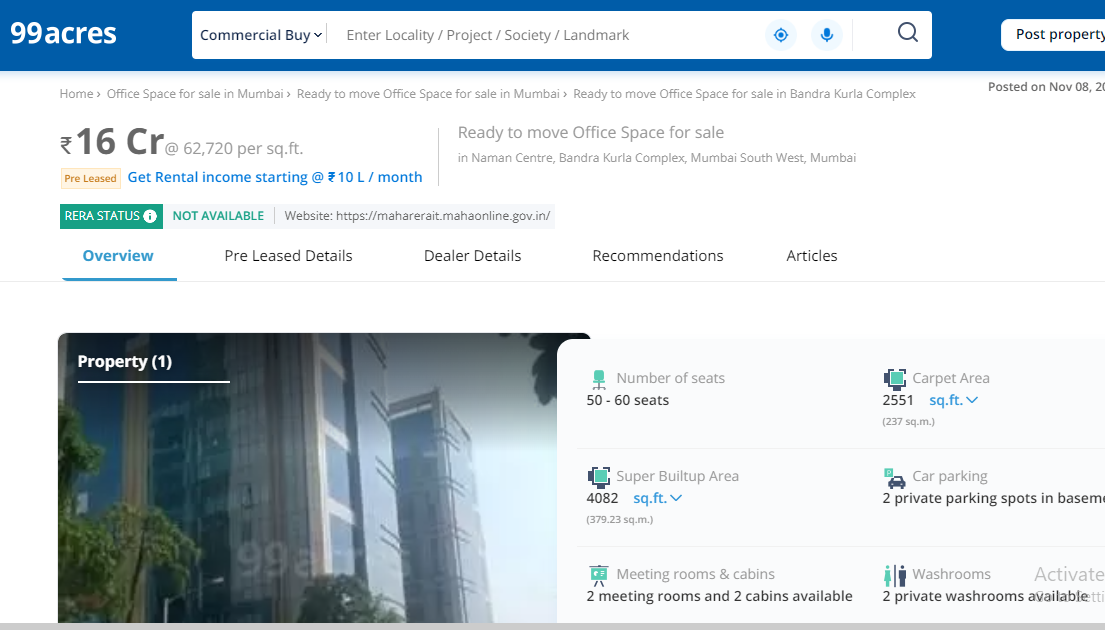 99acres
Commercial Buy
Enter Locality / Project / Society / Landmark
Post property
Home › Office Space for sale in Mumbai › Ready to move Office Space for sale in Mumbai › Ready to move Office Space for sale in Bandra Kurla Complex
Posted on Nov 08, 20
₹16 Cr @ 62,720 per sq.ft.
Ready to move Office Space for sale
in Naman Centre, Bandra Kurla Complex, Mumbai South West, Mumbai
Pre Leased Get Rental income starting @ ₹10 L / month
RERA STATUS i NOT AVAILABLE Website: https://maharerait.mahaonline.gov.in/
Overview Pre Leased Details Dealer Details Recommendations Articles
Property (1)
99acres
Number of seats
50 - 60 seats
Carpet Area
2551 sq.ft.
(237 sq.m.)
Super Builtup Area
4082 sq.ft.
(379.23 sq.m.)
P
Car parking
2 private parking spots in baseme
Meeting rooms & cabins
2 meeting rooms and 2 cabins available
Washrooms
2 private washrooms available
Activate